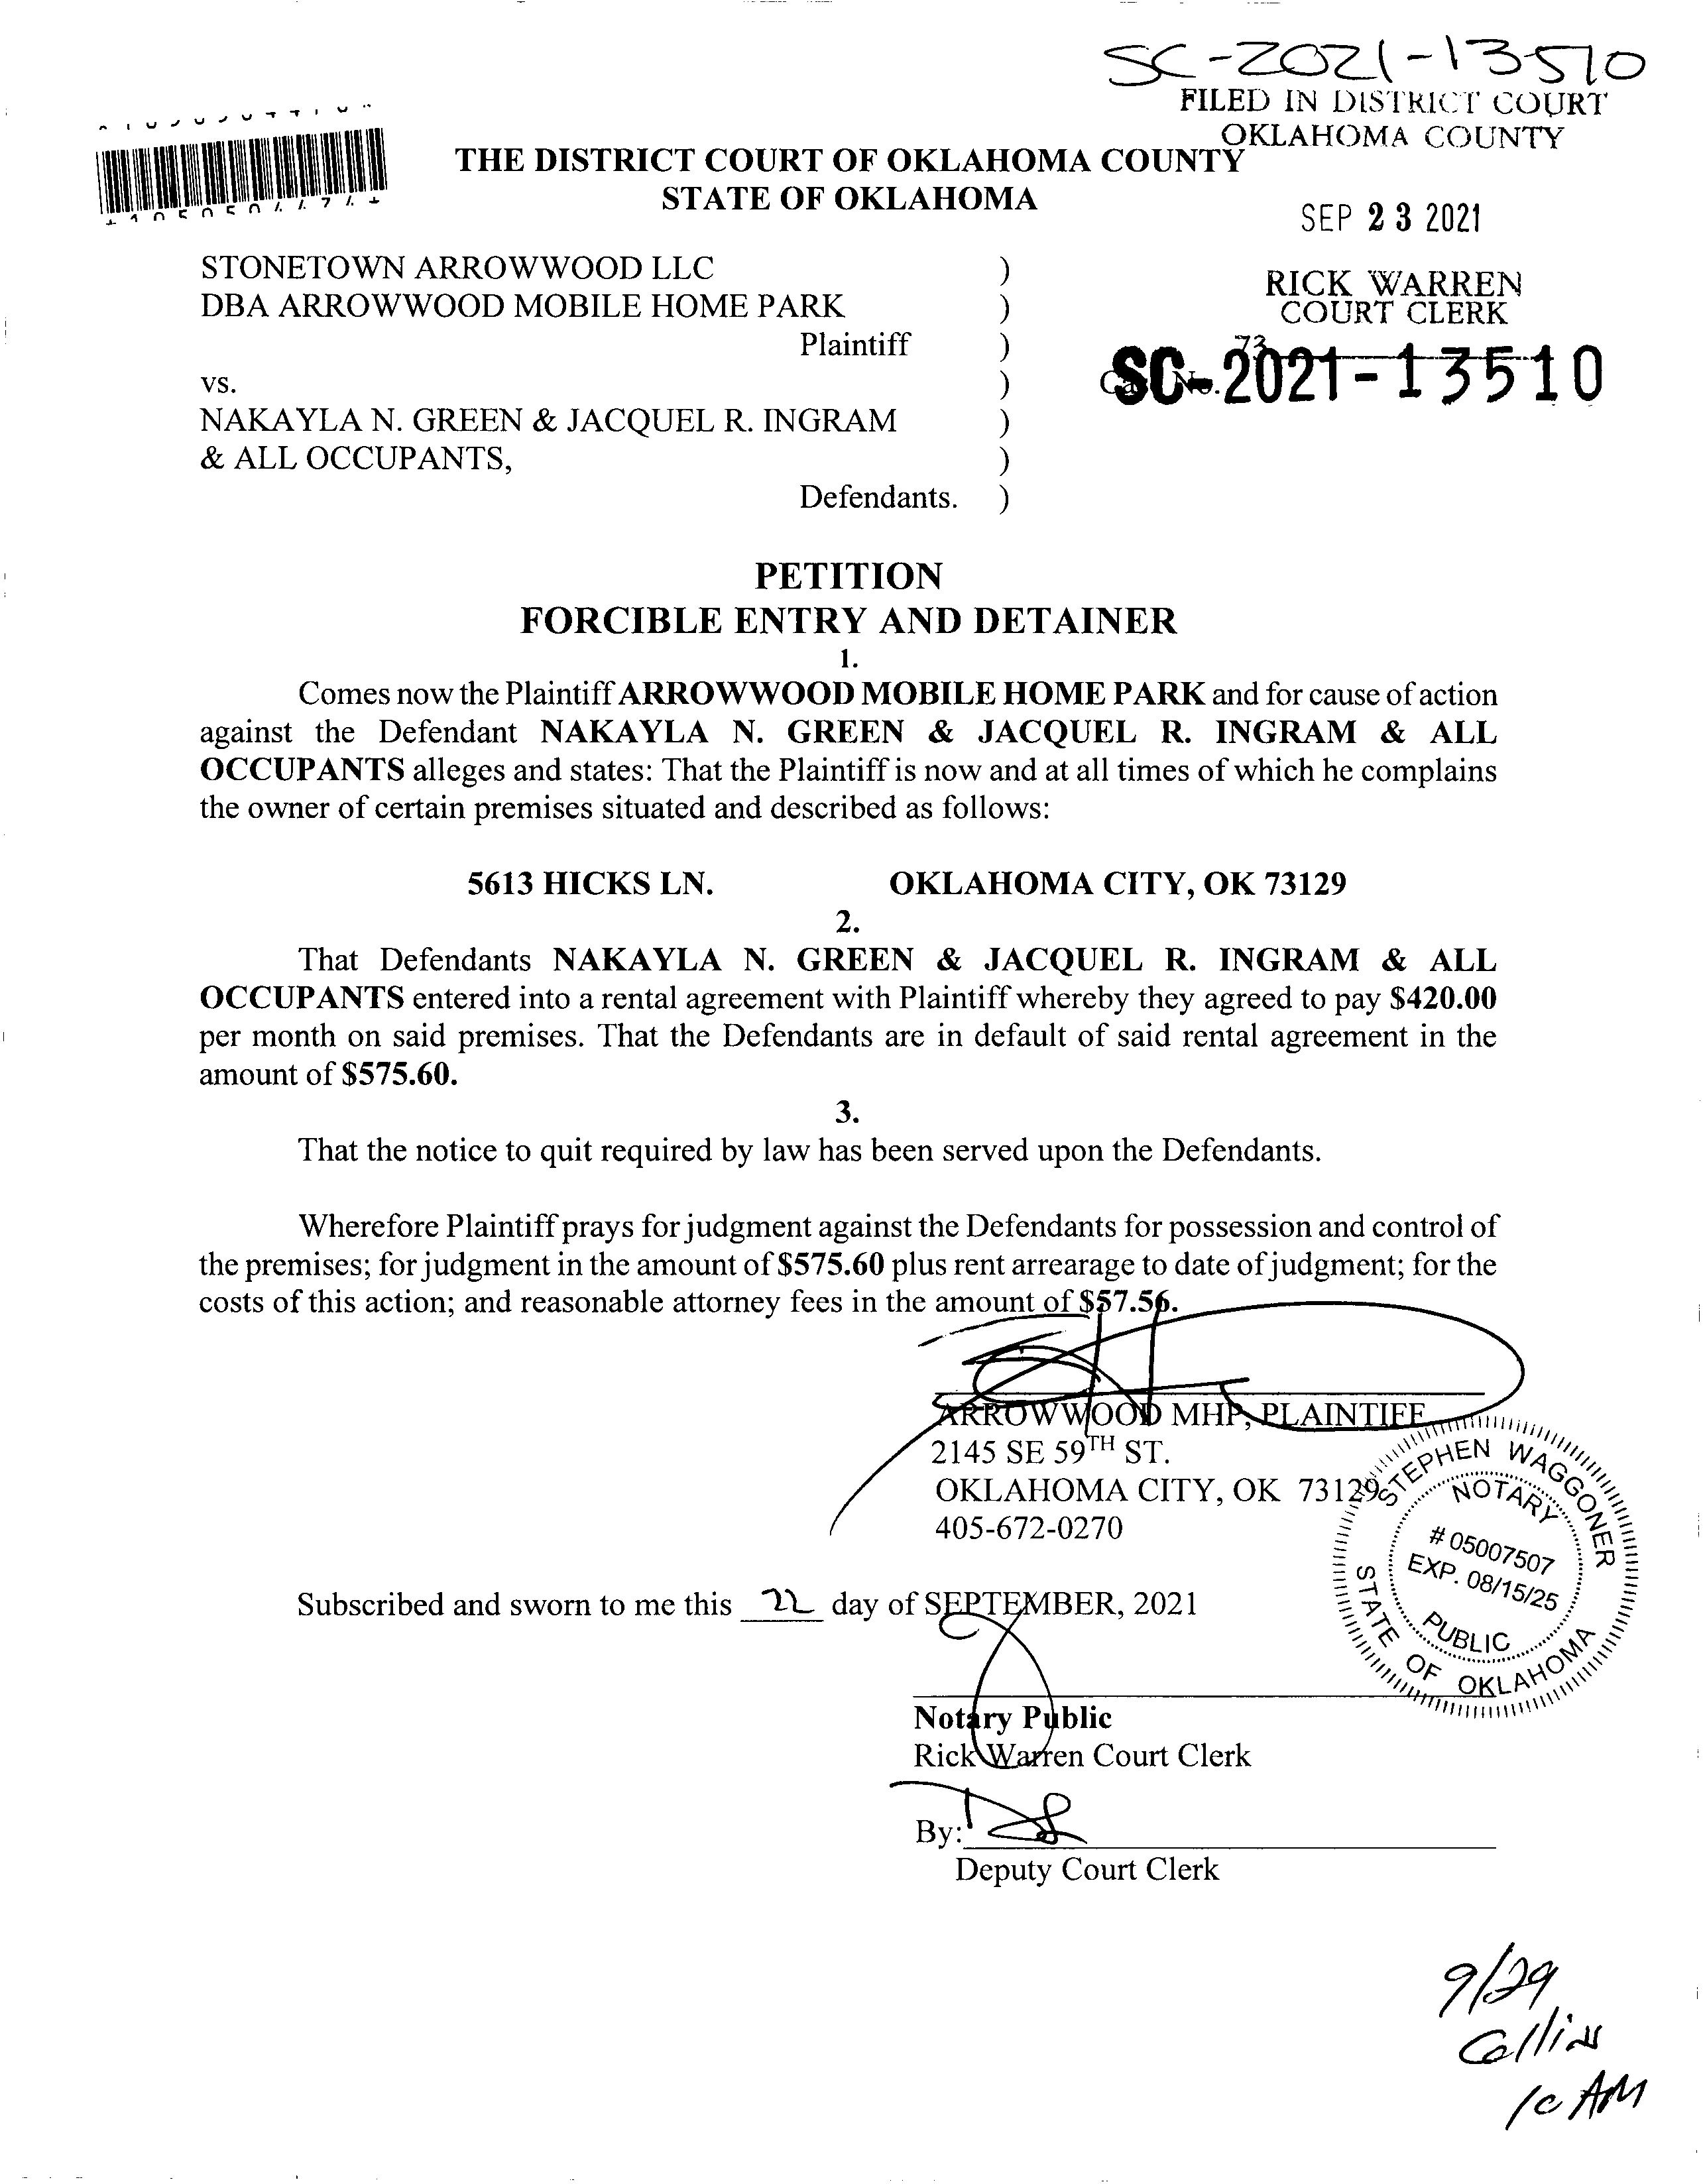 SC-2021-13510
FILED IN DISTRICT COURT
OKLAHOMA COUNTY
THE DISTRICT COURT OF OKLAHOMA COUNTY
STATE OF OKLAHOMA
SEP 23 2021
RICK WARREN
COURT CLERK
73
SC-2021-13510
STONETOWN ARROWWOOD LLC )
DBA ARROWWOOD MOBILE HOME PARK )
Plaintiff )
vs. )
NAKAYLA N. GREEN & JACQUEL R. INGRAM )
& ALL OCCUPANTS, )
Defendants. )
PETITION
FORCIBLE ENTRY AND DETAINER
1.
Comes now the Plaintiff ARROWWOOD MOBILE HOME PARK and for cause of action
against the Defendant NAKAYLA N. GREEN & JACQUEL R. INGRAM & ALL
OCCUPANTS alleges and states: That the Plaintiff is now and at all times of which he complains
the owner of certain premises situated and described as follows:
5613 HICKS LN. OKLAHOMA CITY, OK 73129
2.
That Defendants NAKAYLA N. GREEN & JACQUEL R. INGRAM & ALL
OCCUPANTS entered into a rental agreement with Plaintiff whereby they agreed to pay $420.00
per month on said premises. That the Defendants are in default of said rental agreement in the
amount of $575.60.
3.
That the notice to quit required by law has been served upon the Defendants.
Wherefore Plaintiff prays for judgment against the Defendants for possession and control of
the premises; for judgment in the amount of $575.60 plus rent arrearage to date of judgment; for the
costs of this action; and reasonable attorney fees in the amount of $57.56.
ARROWWOOD MHP, PLAINTIFF
2145 SE 59TH ST.
OKLAHOMA CITY, OK 73129
405-672-0270
STEPHEN WAGGONER
NOTARY
# 05007507
EXP. 08/15/25
PUBLIC
STATE OF OKLAHOMA
Subscribed and sworn to me this 22 day of SEPTEMBER, 2021
Notary Public
Rick Warren Court Clerk
By:
Deputy Court Clerk
9/29
Collins
10 AM